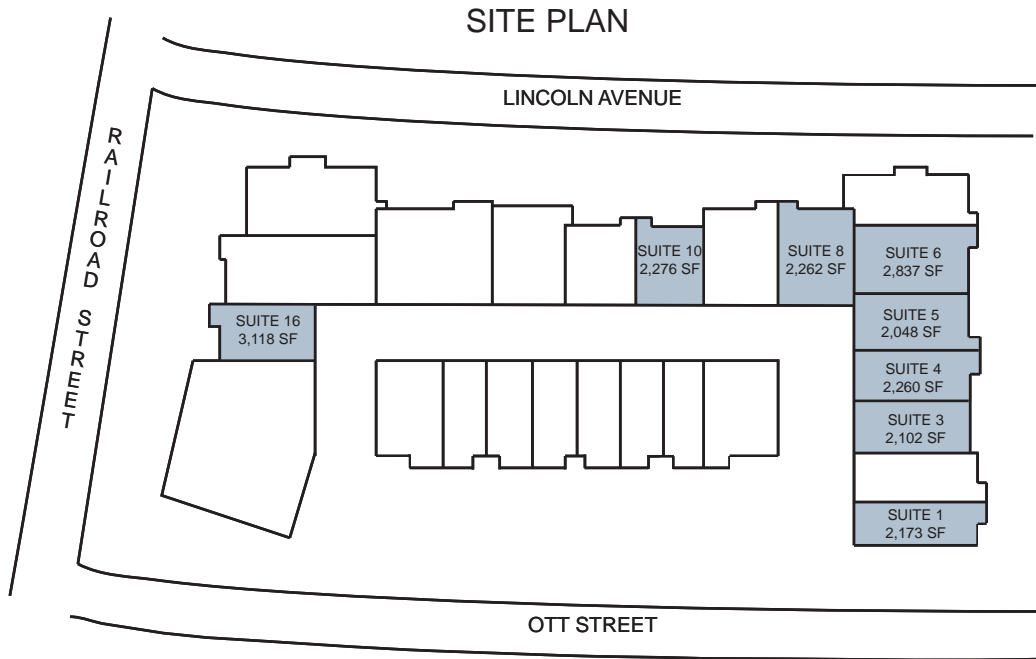 SITE PLAN
LINCOLN AVENUE
RAILROAD STREET
SUITE 10
2,276 SF
SUITE 8
2,262 SF
SUITE 6
2,837 SF
SUITE 16
3,118 SF
SUITE 5
2,048 SF
SUITE 4
2,260 SF
SUITE 3
2,102 SF
SUITE 1
2,173 SF
OTT STREET